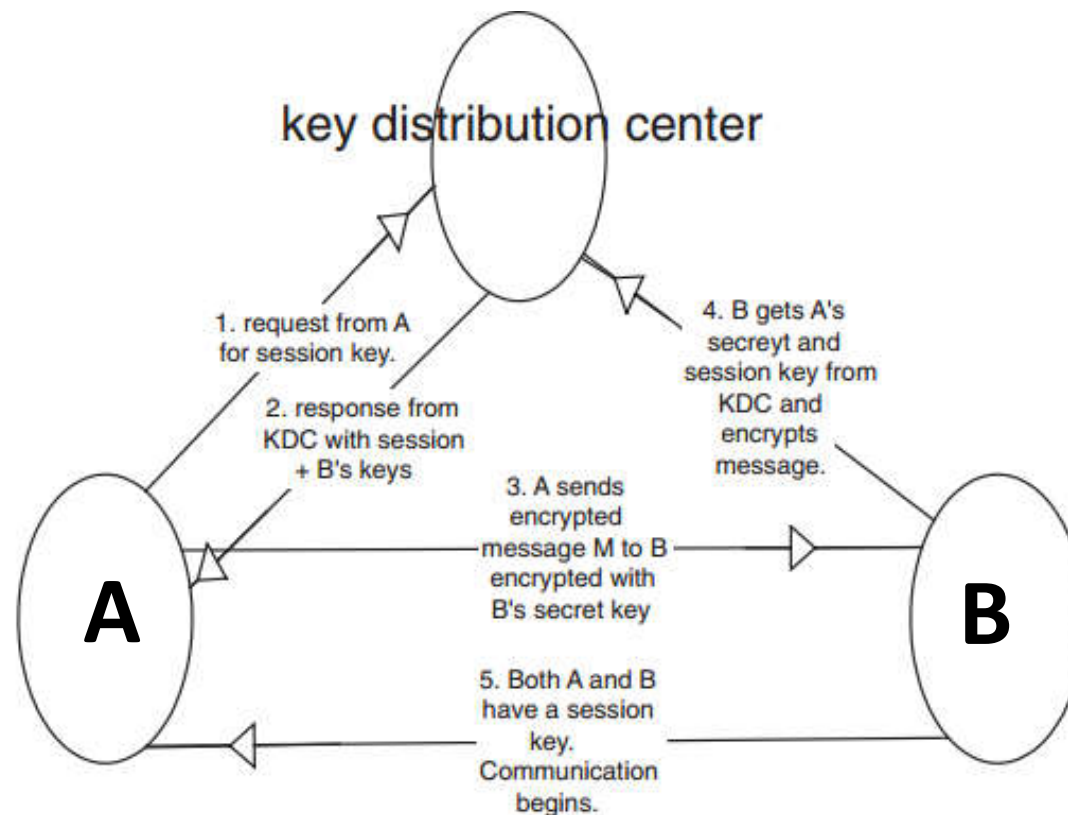 key distribution center
1. request from A
for session key.
2. response from
KDC with session
+ B's keys
3. A sends
encrypted
message M to B
encrypted with
B's secret key
4. B gets A's
secreyt and
session key from
KDC and
encrypts
message.
A
B
5. Both A and B
have a session
key.
Communication
begins.